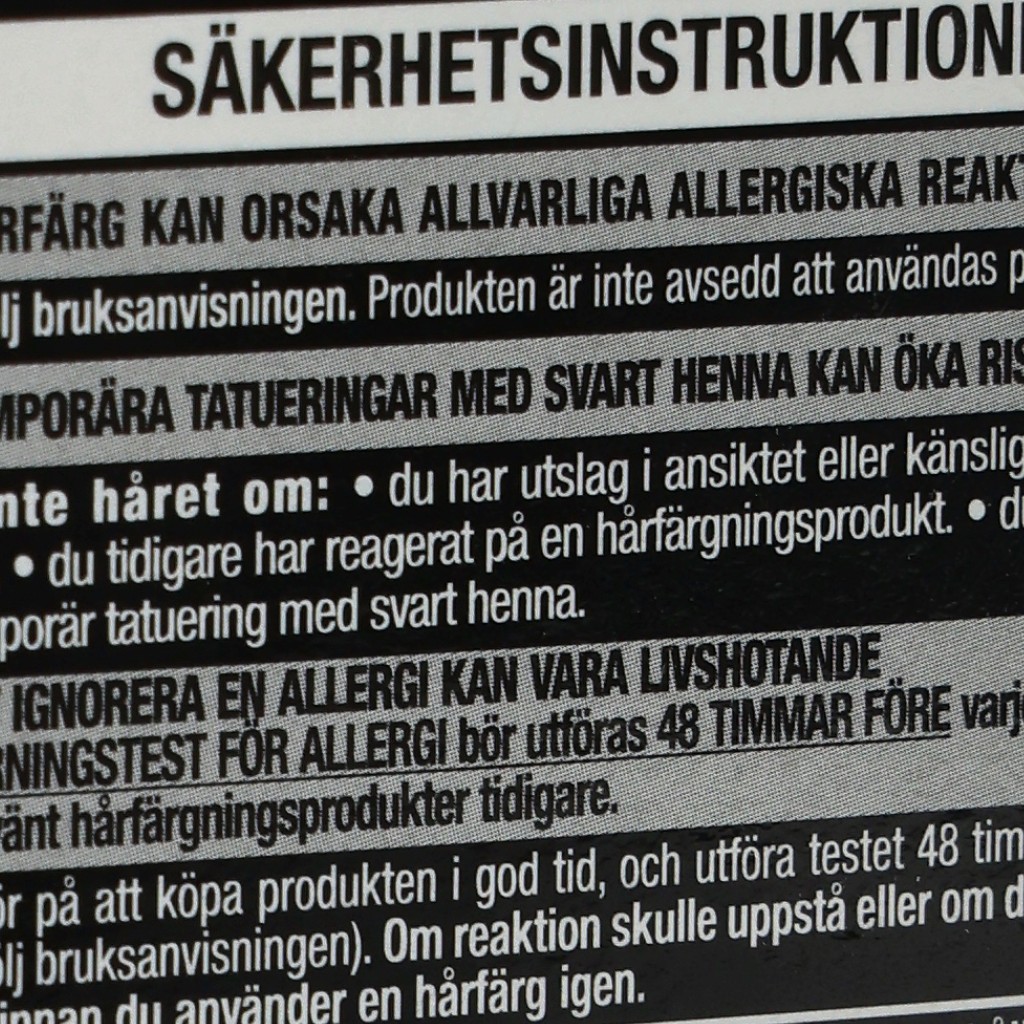 SÄKERHETSINSTRUKTION
RFÄRG KAN ORSAKA ALLVARLIGA ALLERGISKA REAKT
lj bruksanvisningen. Produkten är inte avsedd att användas p
MPORÄRA TATUERINGAR MED SVART HENNA KAN ÖKA RIS
nte håret om: • du har utslag i ansiktet eller känslig
• du tidigare har reagerat på en hårfärgningsprodukt. • d
porär tatuering med svart henna.
IGNORERA EN ALLERGI KAN VARA LIVSHOTANDE
RNINGSTEST FÖR ALLERGI bör utföras 48 TIMMAR FÖRE varj
vänt hårfärgningsprodukter tidigare.
ör på att köpa produkten i god tid, och utföra testet 48 tim
ölj bruksanvisningen). Om reaktion skulle uppstå eller om d
innan du använder en hårfärg igen.